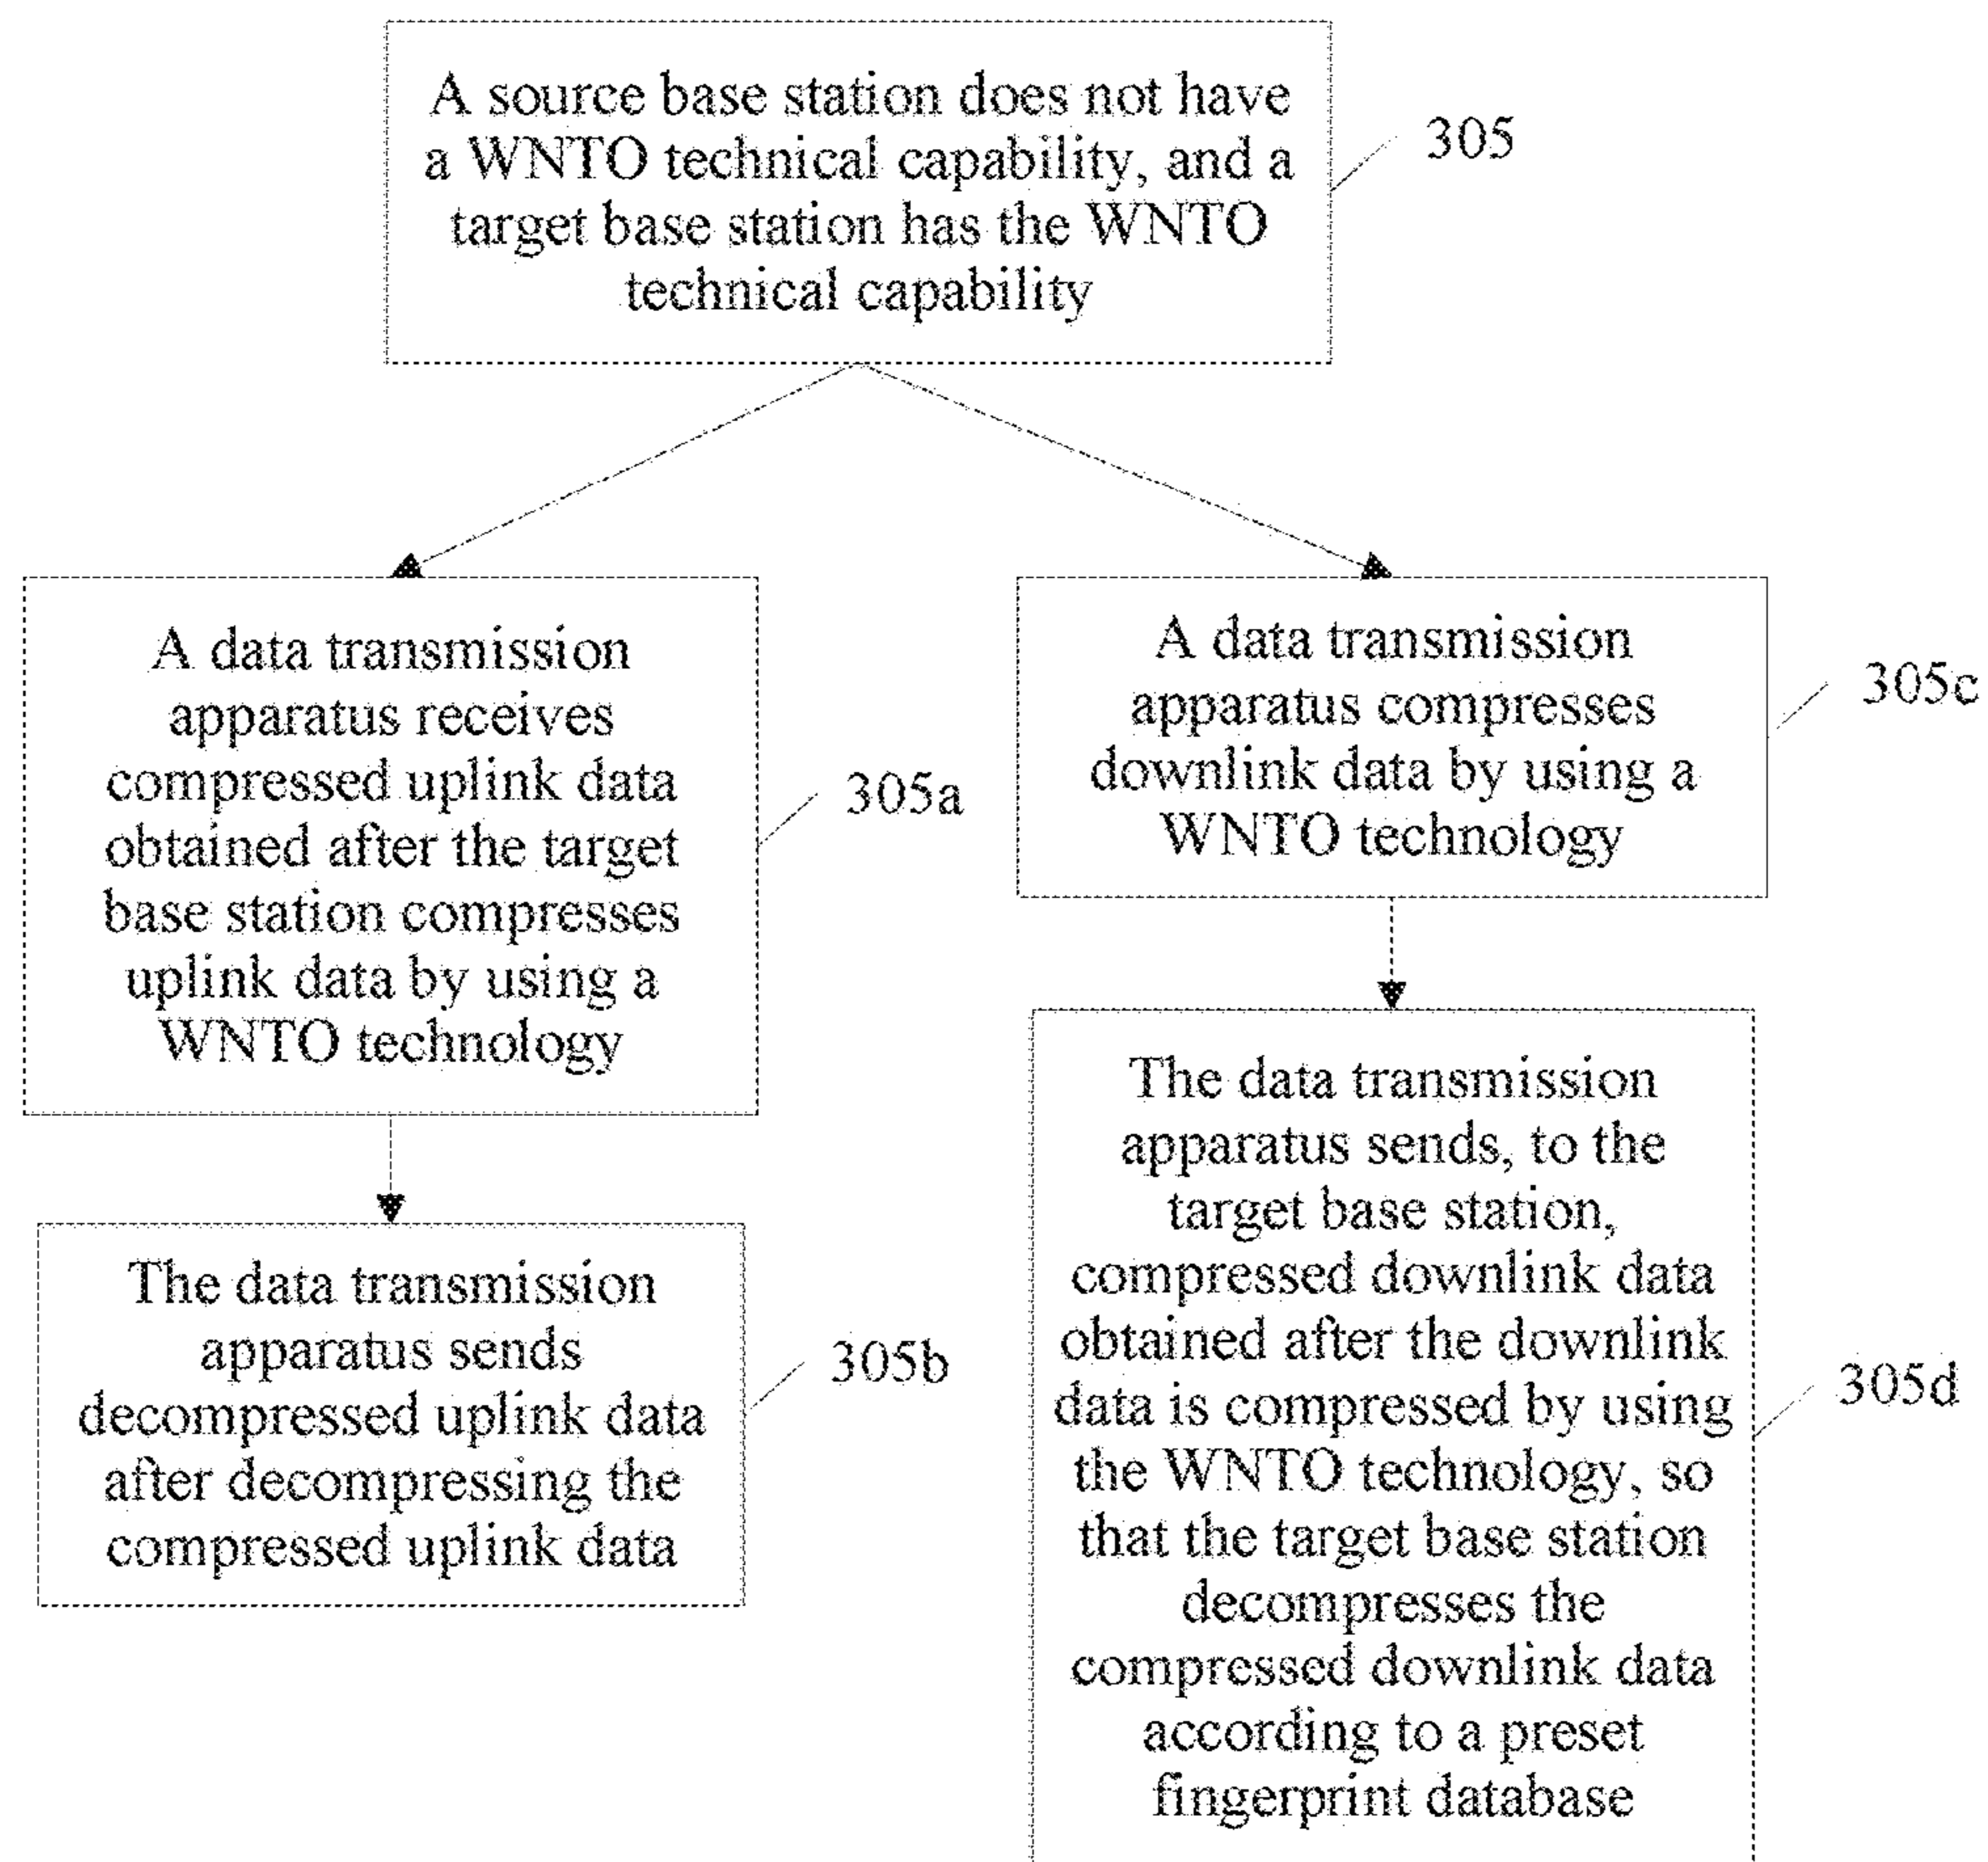 A source base station does not have
a WNTO technical capability, and a
target base station has the WNTO
technical capability
305
A data transmission
apparatus receives
compressed uplink data
obtained after the target
base station compresses
uplink data by using a
WNTO technology
305a
A data transmission
apparatus compresses
downlink data by using a
WNTO technology
305c
The data transmission
apparatus sends
decompressed uplink data
after decompressing the
compressed uplink data
305b
The data transmission
apparatus sends, to the
target base station,
compressed downlink data
obtained after the downlink
data is compressed by using
the WNTO technology, so
that the target base station
decompresses the
compressed downlink data
according to a preset
fingerprint database
305d